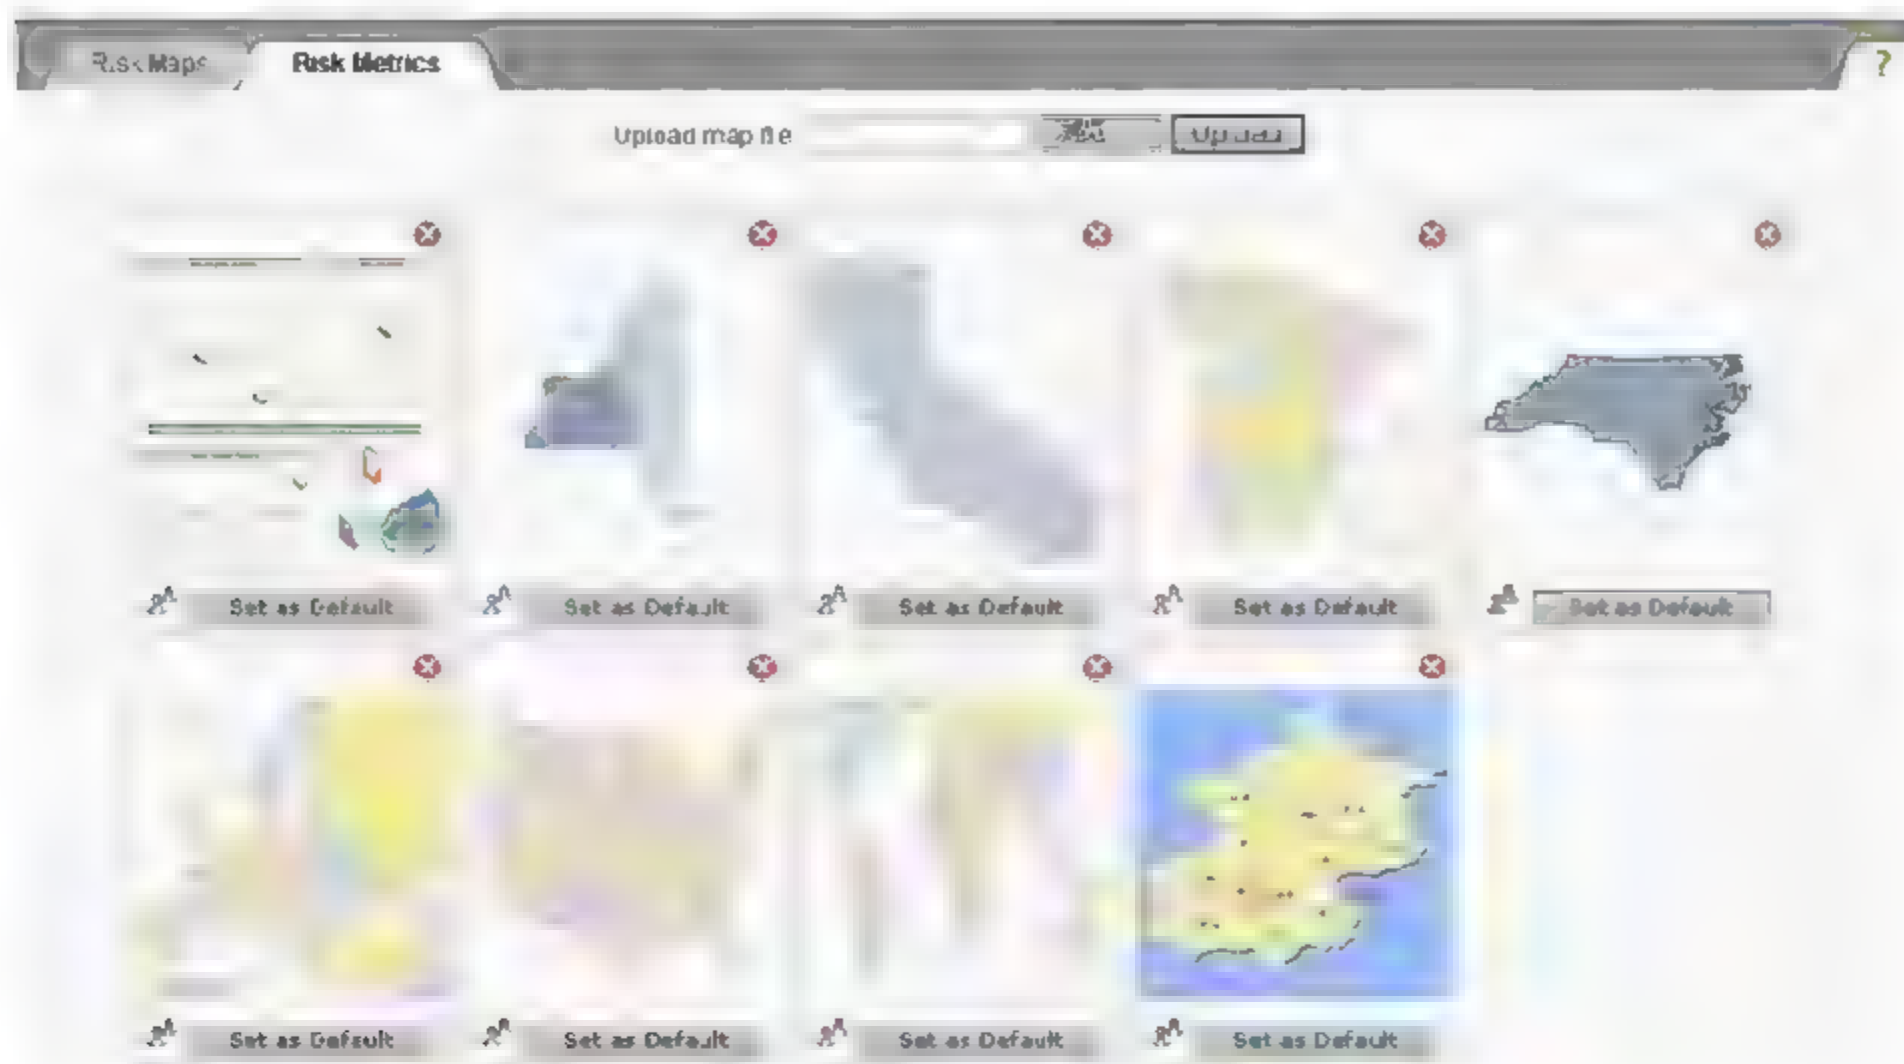 Risk Maps Risk Metrics ?
Upload map file Upload
Set as Default Set as Default Set as Default Set as Default Set as Default
Set as Default Set as Default Set as Default Set as Default